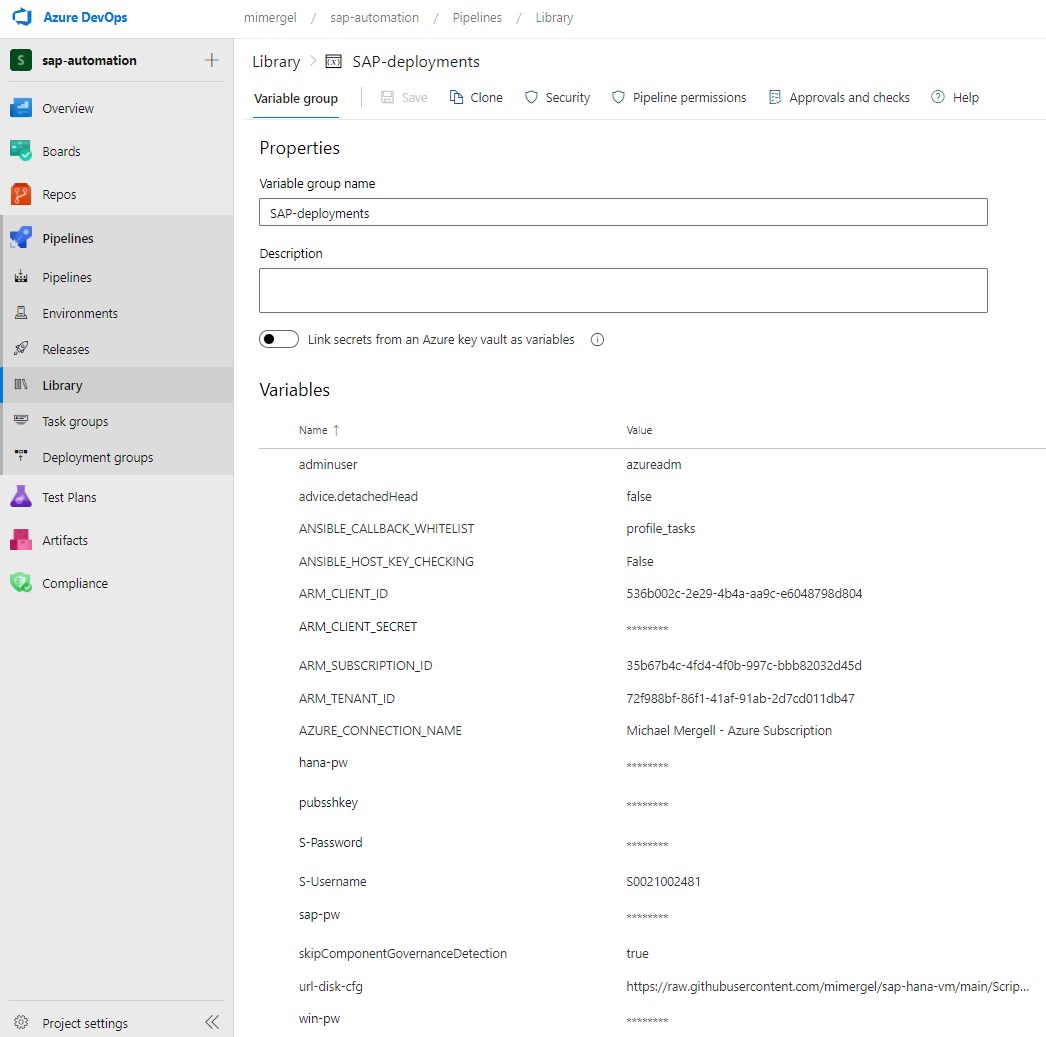 Azure DevOps
mimergel / sap-automation / Pipelines / Library
S sap-automation
Overview
Boards
Repos
Pipelines
Pipelines
Environments
Releases
Library
Task groups
Deployment groups
Test Plans
Artifacts
Compliance
Project settings
Library > SAP-deployments
Variable group Save Clone Security Pipeline permissions Approvals and checks Help
Properties
Variable group name
SAP-deployments
Description
Link secrets from an Azure key vault as variables
Variables
Name ↑ Value
adminuser azureadm
advice.detachedHead false
ANSIBLE_CALLBACK_WHITELIST profile_tasks
ANSIBLE_HOST_KEY_CHECKING False
ARM_CLIENT_ID 536b002c-2e29-4b4a-aa9c-e6048798d804
ARM_CLIENT_SECRET ********
ARM_SUBSCRIPTION_ID 35b67b4c-4fd4-4f0b-997c-bbb82032d45d
ARM_TENANT_ID 72f988bf-86f1-41af-91ab-2d7cd011db47
AZURE_CONNECTION_NAME Michael Mergell - Azure Subscription
hana-pw ********
pubsshkey ********
S-Password ********
S-Username S0021002481
sap-pw ********
skipComponentGovernanceDetection true
url-disk-cfg https://raw.githubusercontent.com/mimergel/sap-hana-vm/main/Scrip...
win-pw ********